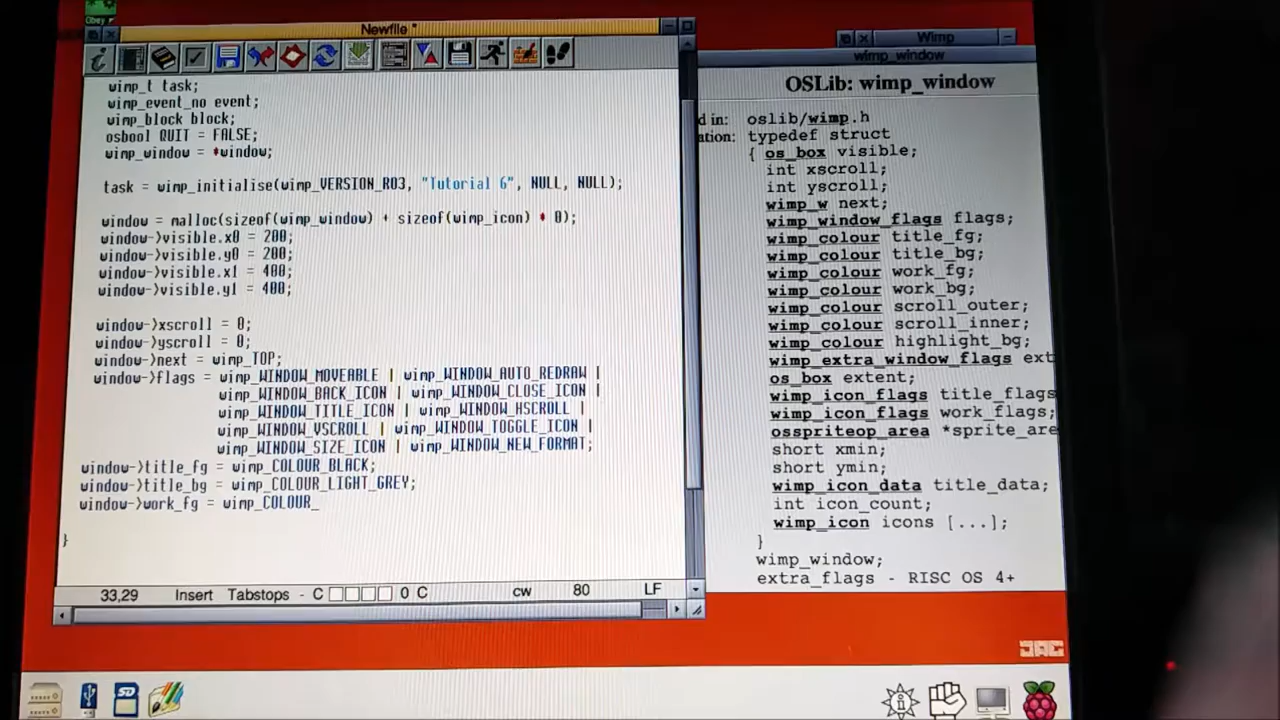 Obey
Newfile *
wimp_t task;
wimp_event_no event;
wimp_block block;
osbool QUIT = FALSE;
wimp_window = *window;
task = wimp_initialise(wimp_VERSION_RO3, "Tutorial 6", NULL, NULL);
window = malloc(sizeof(wimp_window) + sizeof(wimp_icon) * 0);
window->visible.x0 = 200;
window->visible.y0 = 200;
window->visible.x1 = 400;
window->visible.y1 = 400;
window->xscroll = 0;
window->yscroll = 0;
window->next = wimp_TOP;
window->flags = wimp_WINDOW_MOVEABLE | wimp_WINDOW_AUTO_REDRAW |
wimp_WINDOW_BACK_ICON | wimp_WINDOW_CLOSE_ICON |
wimp_WINDOW_TITLE_ICON | wimp_WINDOW_HSCROLL |
wimp_WINDOW_VSCROLL | wimp_WINDOW_TOGGLE_ICON |
wimp_WINDOW_SIZE_ICON | wimp_WINDOW_NEW_FORMAT;
window->title_fg = wimp_COLOUR_BLACK;
window->title_bg = wimp_COLOUR_LIGHT_GREY;
window->work_fg = wimp_COLOUR_
}
33,29 Insert Tabstops - C 0 C cw 80 LF
Wimp
wimp_window
OSLib: wimp_window
d in: oslib/wimp.h
ation: typedef struct
{ os_box visible;
int xscroll;
int yscroll;
wimp_w next;
wimp_window_flags flags;
wimp_colour title_fg;
wimp_colour title_bg;
wimp_colour work_fg;
wimp_colour work_bg;
wimp_colour scroll_outer;
wimp_colour scroll_inner;
wimp_colour highlight_bg;
wimp_extra_window_flags ext
os_box extent;
wimp_icon_flags title_flags
wimp_icon_flags work_flags;
osspriteop_area *sprite_are
short xmin;
short ymin;
wimp_icon_data title_data;
int icon_count;
wimp_icon icons [...];
}
wimp_window;
extra_flags - RISC OS 4+
SD